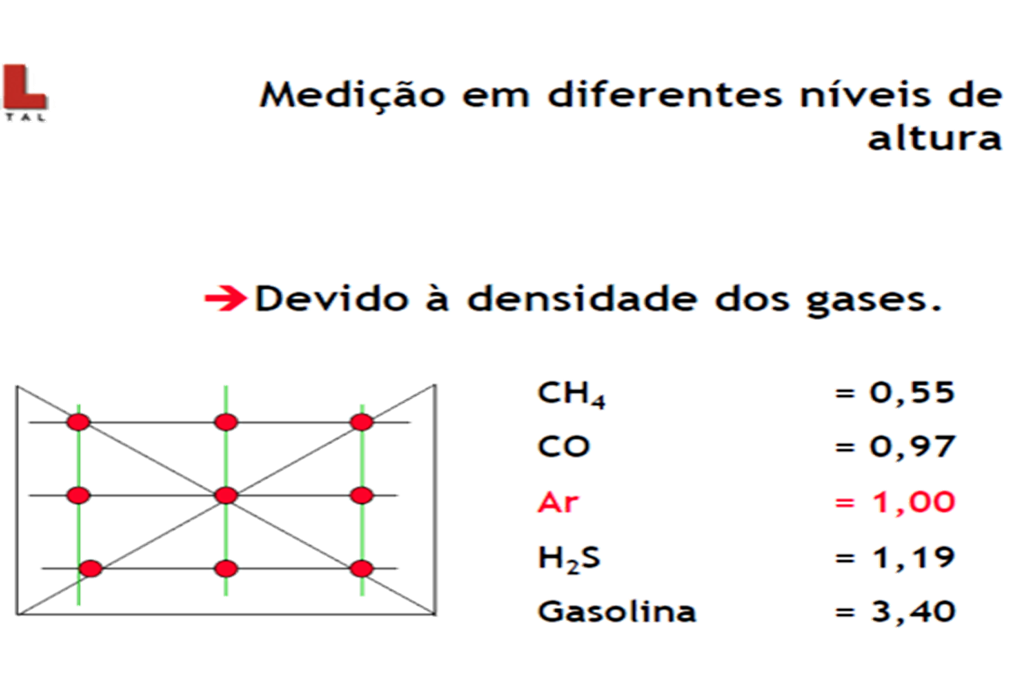 TAL
Medição em diferentes níveis de
altura
➔ Devido à densidade dos gases.
CH₄ = 0,55
CO = 0,97
Ar = 1,00
H₂S = 1,19
Gasolina = 3,40